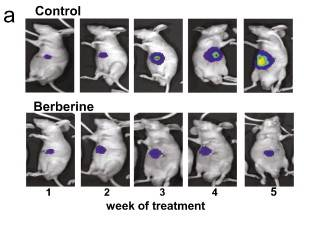 a
Control
Berberine
1 2 3 4 5
week of treatment